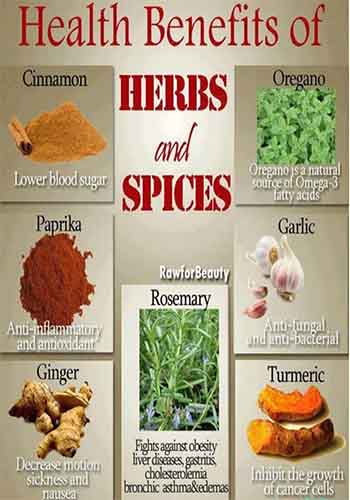 Health Benefits of
HERBS
and
SPICES
Cinnamon
Lower blood sugar
Oregano
Oregano is a natural
source of Omega-3
fatty acids
Paprika
Anti-nflammatory
and antioxidant
Garlic
Anti-fungal
and anti-bacterjal
RawforBeauty
Rosemary
Fights against obesity
liver diseases, gastritis,
cholesterolemia
bronchic asthma&edemas
Ginger
Decrease motion
sickness and
nausea
Turmeric
Inhibit the growth
of cancer cells